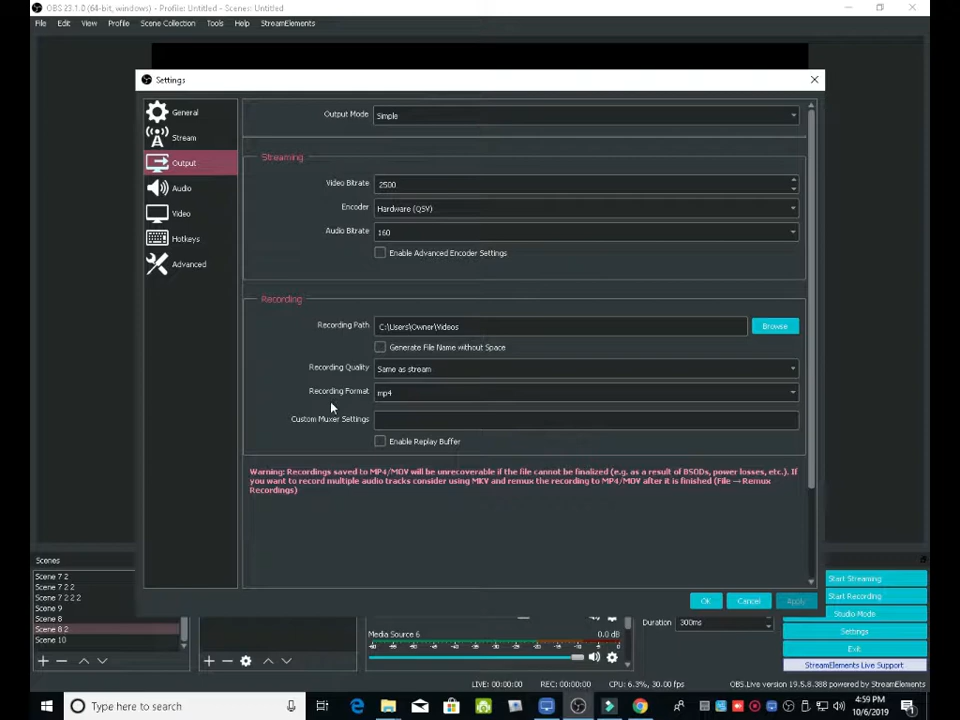 OBS 23.1.0 (64-bit, windows) - Profile: Untitled - Scenes: Untitled
File Edit View Profile Scene Collection Tools Help StreamElements
Settings
General
Stream
Output
Audio
Video
Hotkeys
Advanced
Output Mode Simple
Streaming
Video Bitrate 2500
Encoder Hardware (QSV)
Audio Bitrate 160
Enable Advanced Encoder Settings
Recording
Recording Path C:\Users\Owner\Videos Browse
Generate File Name without Space
Recording Quality Same as stream
Recording Format mp4
Custom Muxer Settings
Enable Replay Buffer
Warning: Recordings saved to MP4/MOV will be unrecoverable if the file cannot be finalized (e.g. as a result of BSODs, power losses, etc.). If
you want to record multiple audio tracks consider using MKV and remux the recording to MP4/MOV after it is finished (File → Remux
Recordings)
OK Cancel Apply
Scenes
Scene 7 2
Scene 7 2 2
Scene 7 2 2 2
Scene 9
Scene 8
Scene 8 2
Scene 10
Media Source 6 0.0 dB
Duration 300ms
Start Streaming
Start Recording
Studio Mode
Settings
Exit
StreamElements Live Support
LIVE: 00:00:00 REC: 00:00:00 CPU: 6.3%, 30.00 fps OBS.Live version 19.5.8.388 powered by StreamElements
Type here to search
4:59 PM
10/6/2019